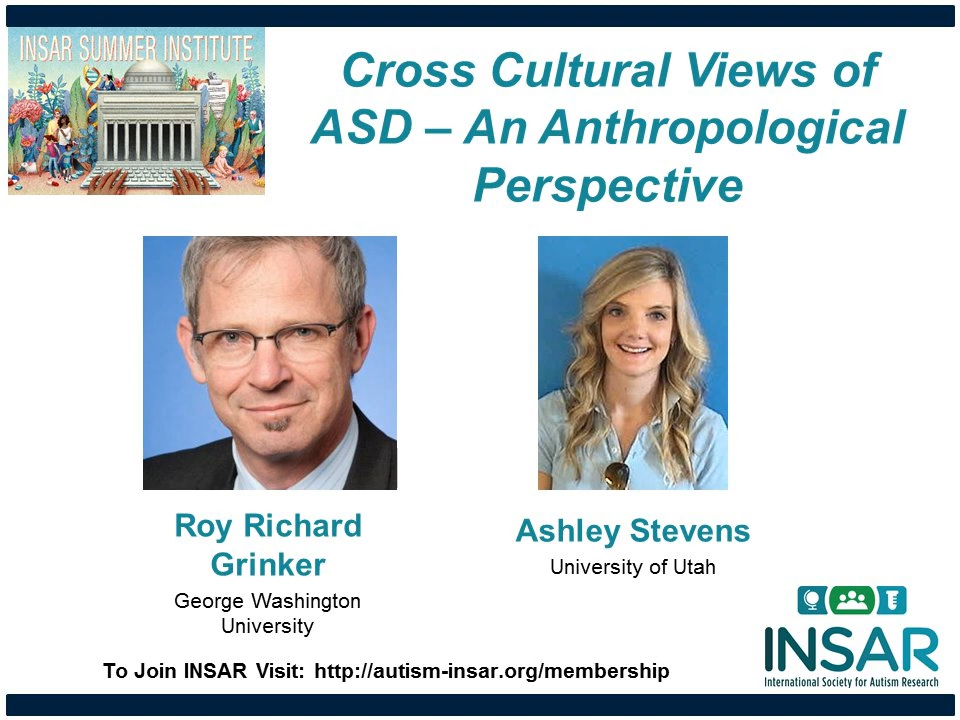 INSAR SUMMER INSTITUTE
Cross Cultural Views of
ASD – An Anthropological
Perspective
Roy Richard
Grinker
George Washington
University
Ashley Stevens
University of Utah
To Join INSAR Visit: http://autism-insar.org/membership
INSAR
International Society for Autism Research